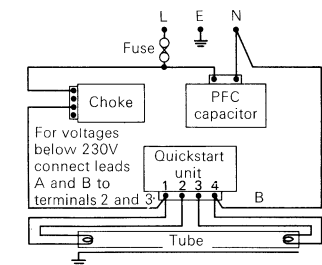 L E N
Fuse
Choke
PFC
capacitor
For voltages
below 230V
connect leads
A and B to
terminals 2 and 3
Quickstart
unit
1 2 3 4
B
Tube